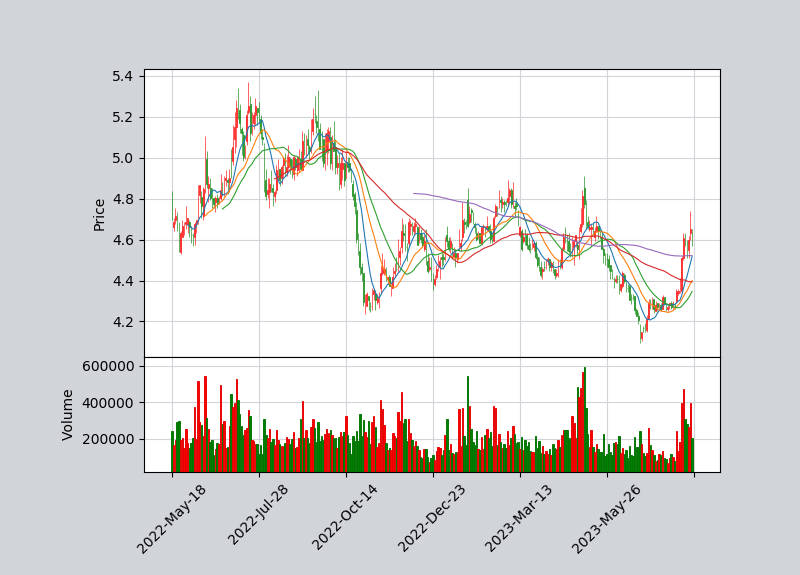 5.4
5.2
5.0
4.8
4.6
4.4
4.2
Price
600000
400000
200000
Volume
2022-May-18
2022-Jul-28
2022-Oct-14
2022-Dec-23
2023-Mar-13
2023-May-26